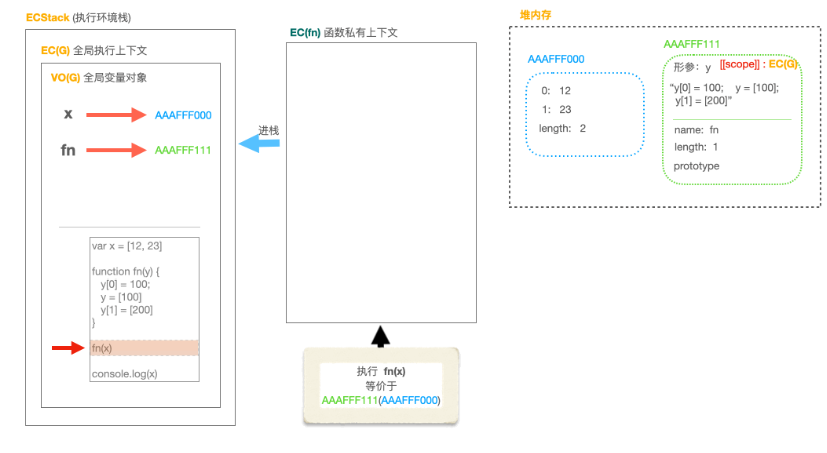 ECStack (执行环境栈)
EC(G) 全局执行上下文
VO(G) 全局变量对象
x
AAAFFF000
fn
AAAFFF111
var x = [12, 23]
function fn(y) {
y[0] = 100;
y = [100]
y[1] = [200]
}
fn(x)
console.log(x)
进栈
EC(fn) 函数私有上下文
执行 fn(x)
等价于
AAAFFF111(AAAFFF000)
堆内存
AAAFFF000
0: 12
1: 23
length: 2
AAAFFF111
形参: y [[scope]] : EC(G)
"y[0] = 100; y = [100];
y[1] = [200]"
name: fn
length: 1
prototype